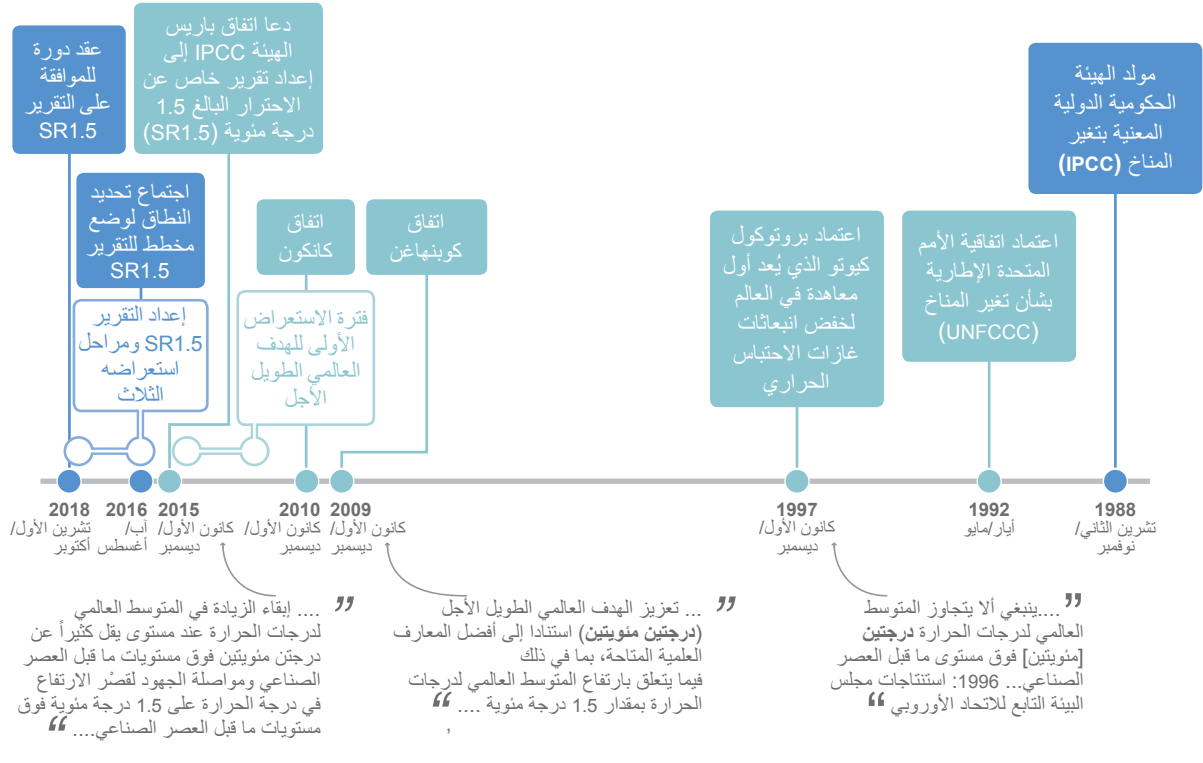 مولد الهيئة
الحكومية الدولية
المعنية بتغير
المناخ (IPCC)
اعتماد اتفاقية الأمم
المتحدة الإطارية
بشأن تغير المناخ
(UNFCCC)
اعتماد بروتوكول
كيوتو الذي يُعد أول
معاهدة في العالم
لخفض انبعاثات
غازات الاحتباس
الحراري
اتفاق
كوبنهاغن
اتفاق
كانكون
فترة الاستعراض
الأولى للهدف
العالمي الطويل
الأجل
دعا اتفاق باريس
الهيئة IPCC إلى
إعداد تقرير خاص عن
الاحترار البالغ 1.5
درجة مئوية (SR1.5)
اجتماع تحديد
النطاق لوضع
مخطط للتقرير
SR1.5
إعداد التقرير
SR1.5 ومراحل
استعراضه
الثلاث
عقد دورة
للموافقة
على التقرير
SR1.5
1988
تشرين الثاني/
نوفمبر
1992
أيار/مايو
1997
كانون الأول/
ديسمبر
2009
كانون الأول/
ديسمبر
2010
كانون الأول/
ديسمبر
2015
كانون الأول/
ديسمبر
2016
آب/
أغسطس
2018
تشرين الأول/
أكتوبر
” ....ينبغي ألا يتجاوز المتوسط
العالمي لدرجات الحرارة درجتين
[مئويتين] فوق مستوى ما قبل العصر
الصناعي... 1996: استنتاجات مجلس
البيئة التابع للاتحاد الأوروبي “
” ... تعزيز الهدف العالمي الطويل الأجل
(درجتين مئويتين) استنادا إلى أفضل المعارف
العلمية المتاحة، بما في ذلك
فيما يتعلق بارتفاع المتوسط العالمي لدرجات
الحرارة بمقدار 1.5 درجة مئوية .... “
,
” .... إبقاء الزيادة في المتوسط العالمي
لدرجات الحرارة عند مستوى يقل كثيراً عن
درجتن مئويتين فوق مستويات ما قبل العصر
الصناعي ومواصلة الجهود لقصْر الارتفاع
في درجة الحرارة على 1.5 درجة مئوية فوق
مستويات ما قبل العصر الصناعي.... “